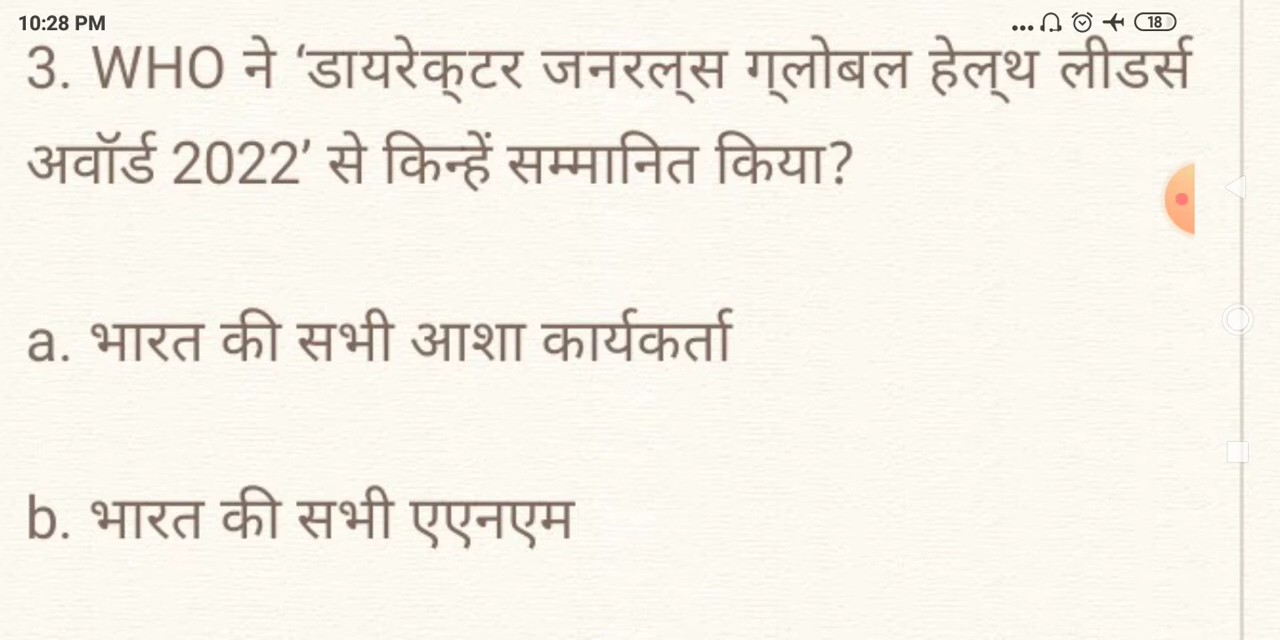 10:28 PM
... 18
3. WHO ने ‘डायरेक्टर जनरल्स ग्लोबल हेल्थ लीडर्स
अवॉर्ड 2022’ से किन्हें सम्मानित किया?
a. भारत की सभी आशा कार्यकर्ता
b. भारत की सभी एएनएम